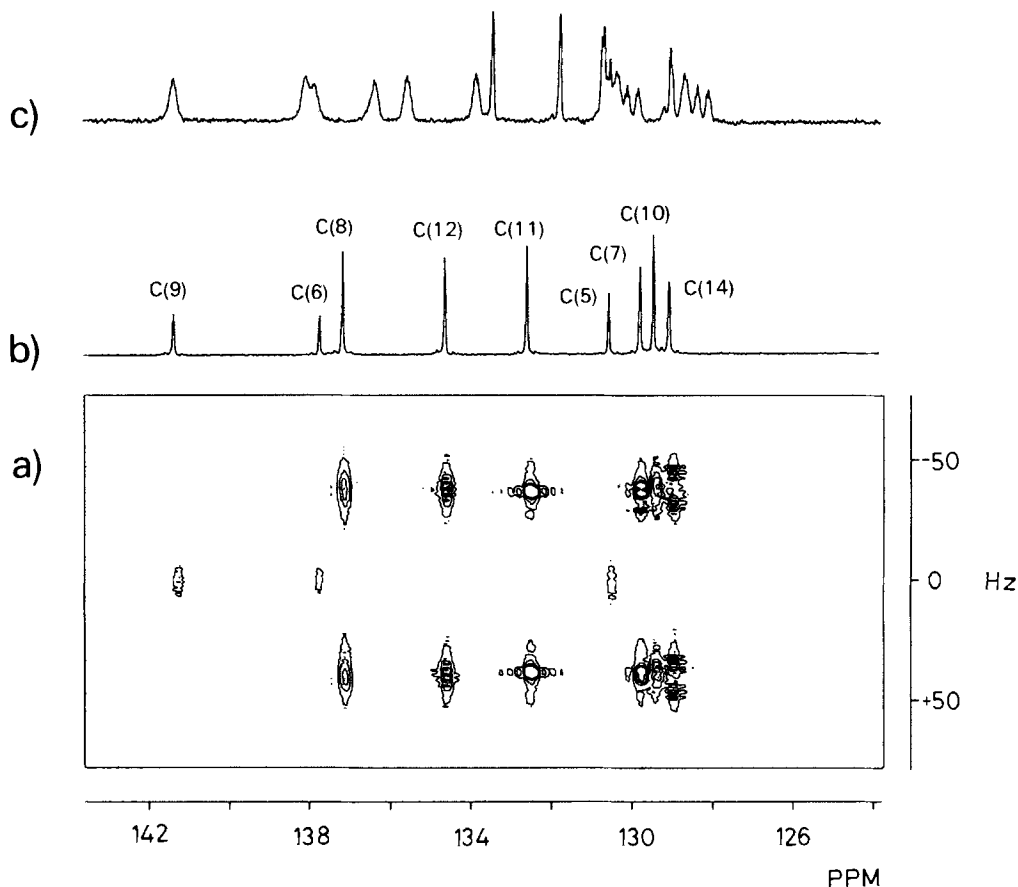 c)
C(10)
C(8)
C(12)
C(11)
C(7)
C(9)
C(6)
C(5)
C(14)
b)
a)
-50
0 Hz
+50
142 138 134 130 126
PPM